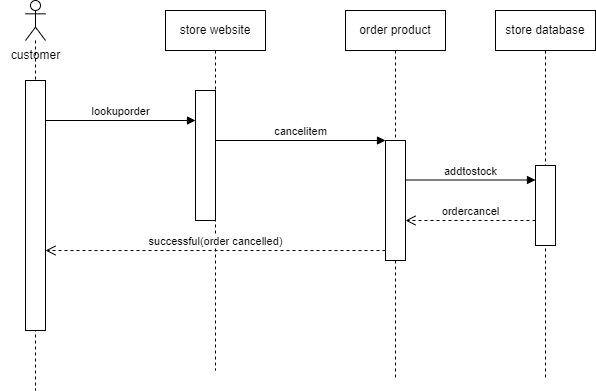 store website
order product
store database
customer
lookuporder
cancelitem
addtostock
ordercancel
successful(order cancelled)